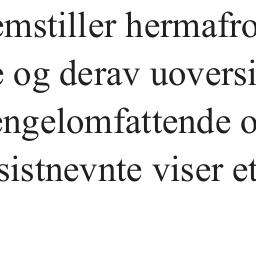 emstiller hermafro
e og derav uoversi
engelomfattende o
sistnevnte viser et